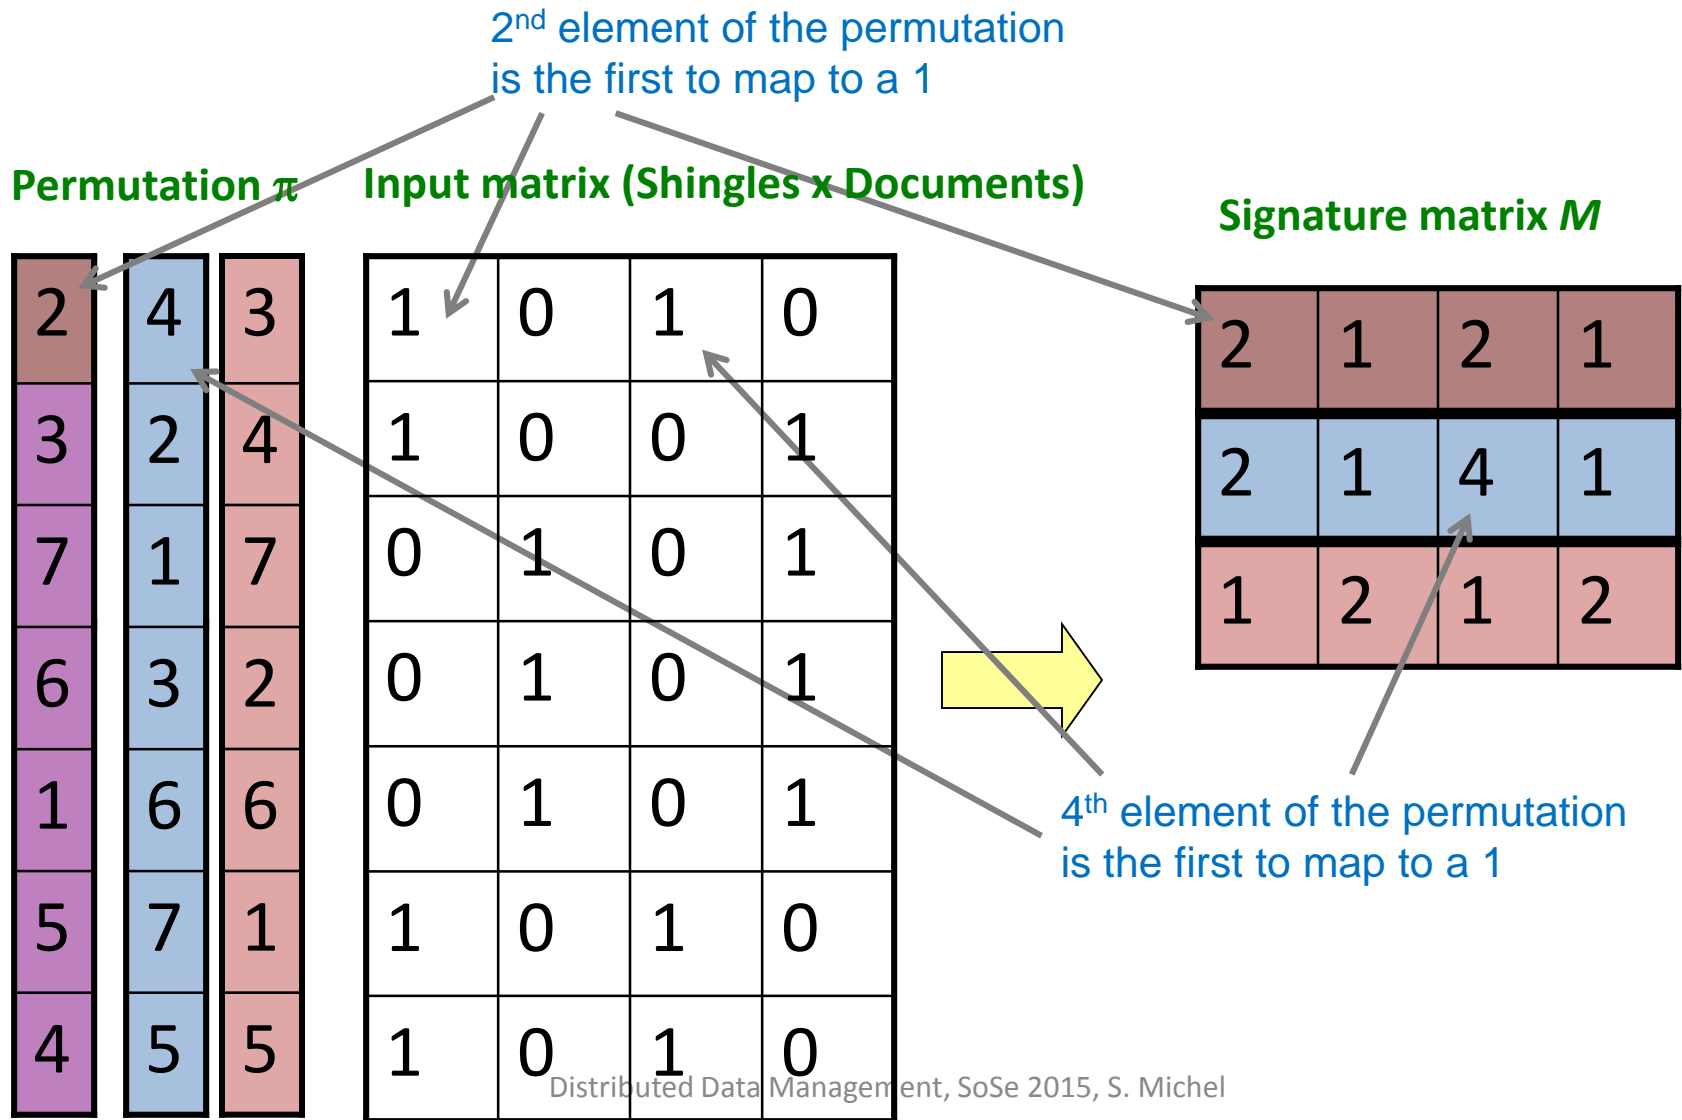 2nd element of the permutation
is the first to map to a 1
Permutation π
Input matrix (Shingles x Documents)
Signature matrix M
2 4 3 1 0 1 0
3 2 4 1 0 0 1
7 1 7 0 1 0 1
6 3 2 0 1 0 1
1 6 6 0 1 0 1
5 7 1 1 0 1 0
4 5 5 1 0 1 0
2 1 2 1
2 1 4 1
1 2 1 2
4th element of the permutation
is the first to map to a 1
Distributed Data Management, SoSe 2015, S. Michel